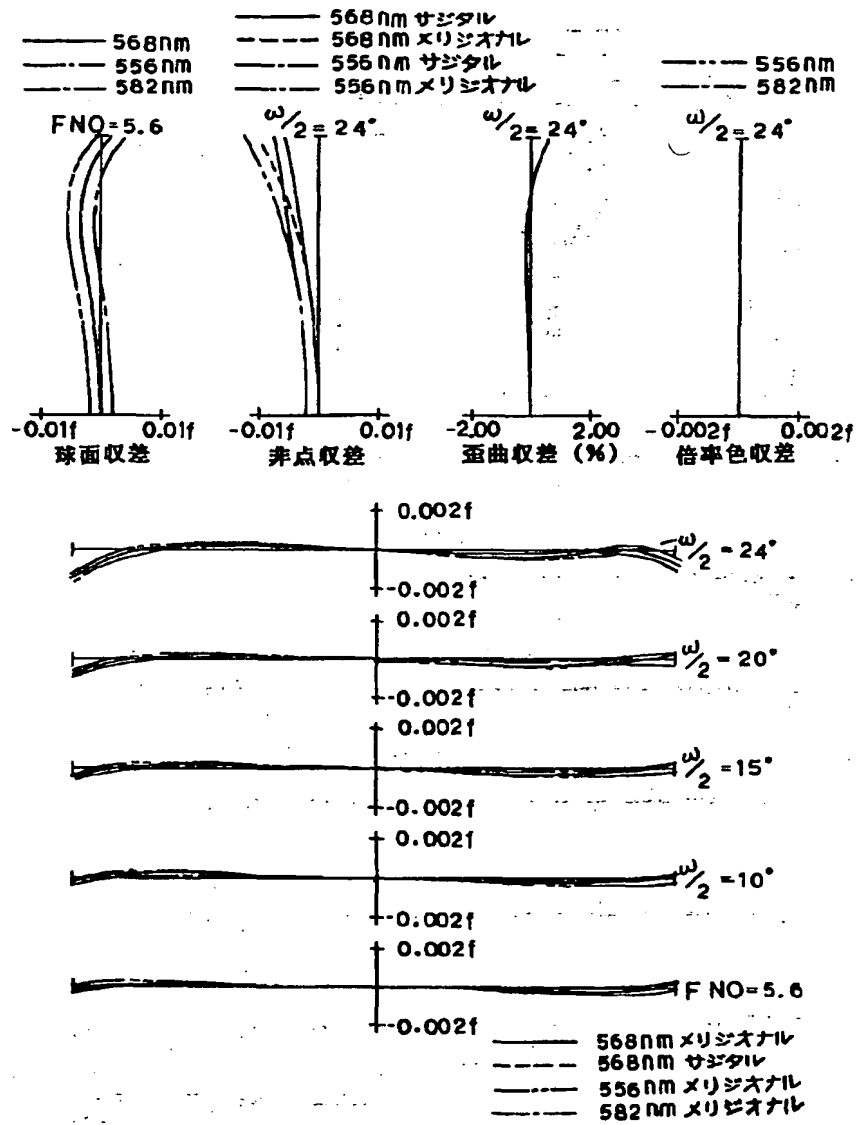 568nm
556nm
582nm
568nm サジタル
568nm メリジオナル
556nm サジタル
556nm メリジオナル
556nm
582nm
FNO=5.6
ω/2=24°
ω/2=24°
ω/2=24°
-0.01f 0.01f
球面収差
-0.01f 0.01f
非点収差
-2.00 2.00
歪曲収差 (%)
-0.002f 0.002f
倍率色収差
0.002f
ω/2=24°
-0.002f
0.002f
ω/2=20°
-0.002f
0.002f
ω/2=15°
-0.002f
0.002f
ω/2=10°
-0.002f
0.002f
F NO=5.6
-0.002f
568nm メリジオナル
568nm サジタル
556nm メリジオナル
582nm メリジオナル